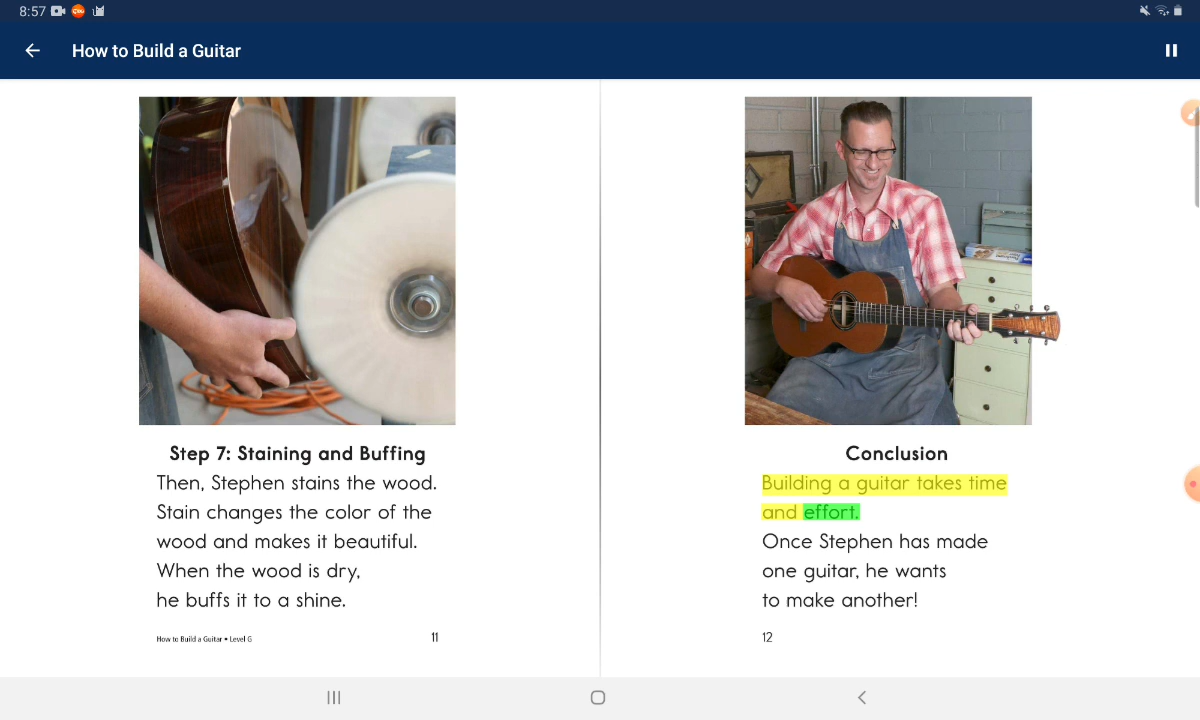 8:57
How to Build a Guitar
Step 7: Staining and Buffing
Then, Stephen stains the wood.
Stain changes the color of the
wood and makes it beautiful.
When the wood is dry,
he buffs it to a shine.
How to Build a Guitar • Level G
11
Conclusion
Building a guitar takes time
and effort.
Once Stephen has made
one guitar, he wants
to make another!
12